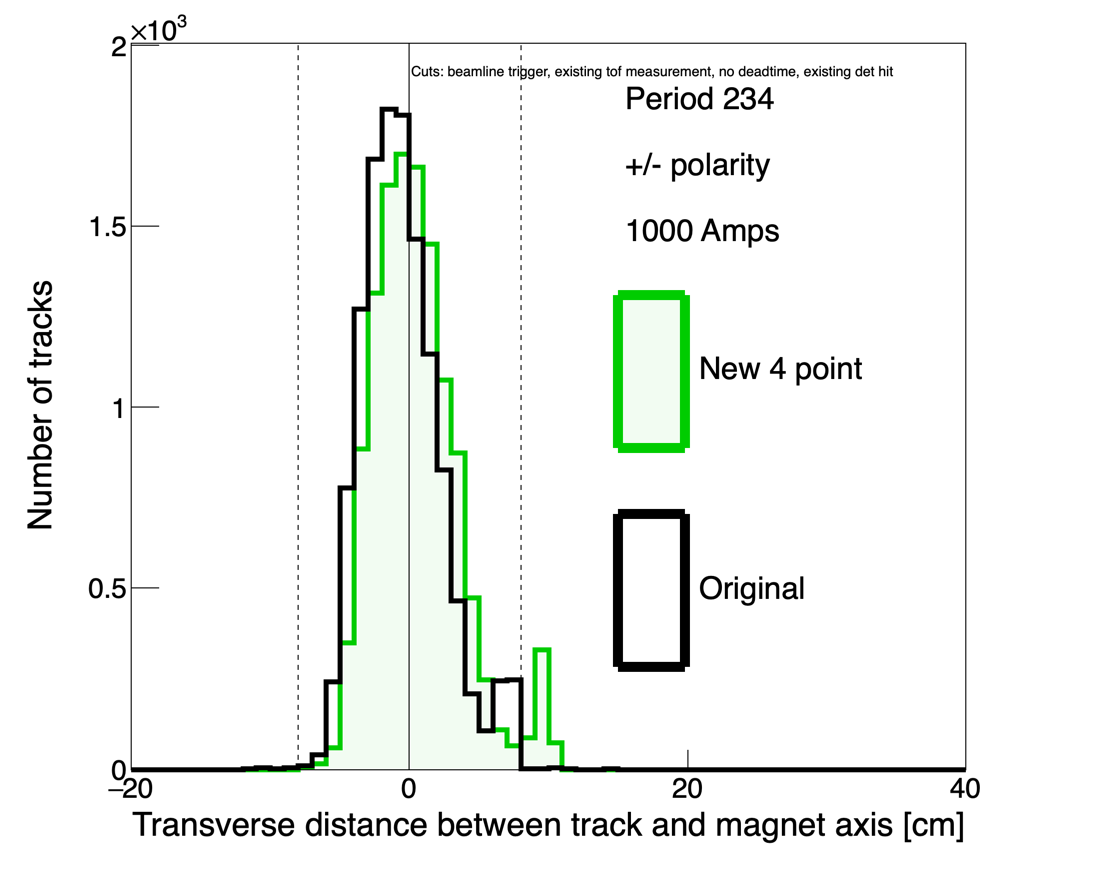 ×10³
2
1.5
1
0.5
0
Number of tracks
Cuts: beamline trigger, existing tof measurement, no deadtime, existing det hit
Period 234
+/- polarity
1000 Amps
New 4 point
Original
−20 0 20 40
Transverse distance between track and magnet axis [cm]